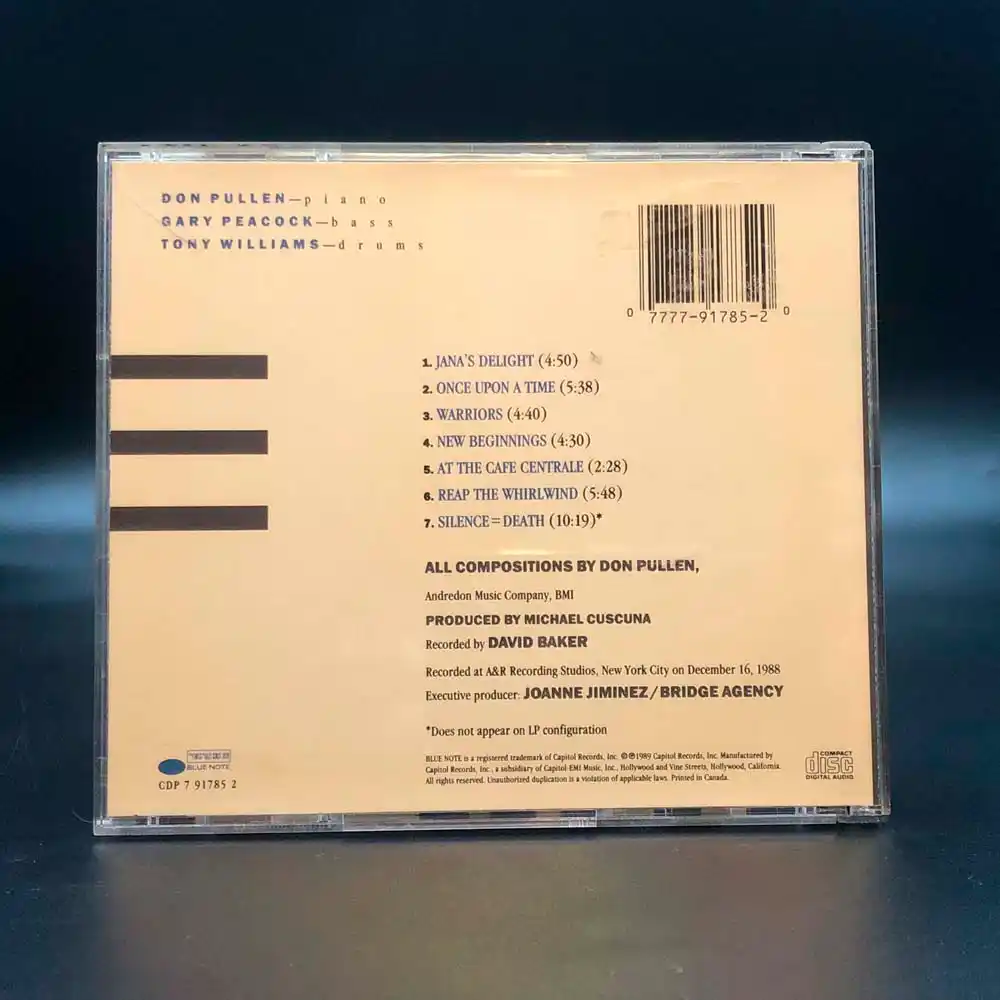 DON PULLEN—piano
GARY PEACOCK—bass
TONY WILLIAMS—drums
0 7777-91785-2 0
1. JANA'S DELIGHT (4:50)
2. ONCE UPON A TIME (5:38)
3. WARRIORS (4:40)
4. NEW BEGINNINGS (4:30)
5. AT THE CAFE CENTRALE (2:28)
6. REAP THE WHIRLWIND (5:48)
7. SILENCE=DEATH (10:19)*
ALL COMPOSITIONS BY DON PULLEN,
Andredon Music Company, BMI
PRODUCED BY MICHAEL CUSCUNA
Recorded by DAVID BAKER
Recorded at A&R Recording Studios, New York City on December 16, 1988
Executive producer: JOANNE JIMINEZ/BRIDGE AGENCY
*Does not appear on LP configuration
BLUE NOTE is a registered trademark of Capitol Records, Inc. ©℗1989 Capitol Records, Inc. Manufactured by
Capitol Records, Inc., a subsidiary of Capitol-EMI Music, Inc., Hollywood and Vine Streets, Hollywood, California.
All rights reserved. Unauthorized duplication is a violation of applicable laws. Printed in Canada.
BLUE NOTE
CDP 7 91785 2
COMPACT
disc
DIGITAL AUDIO